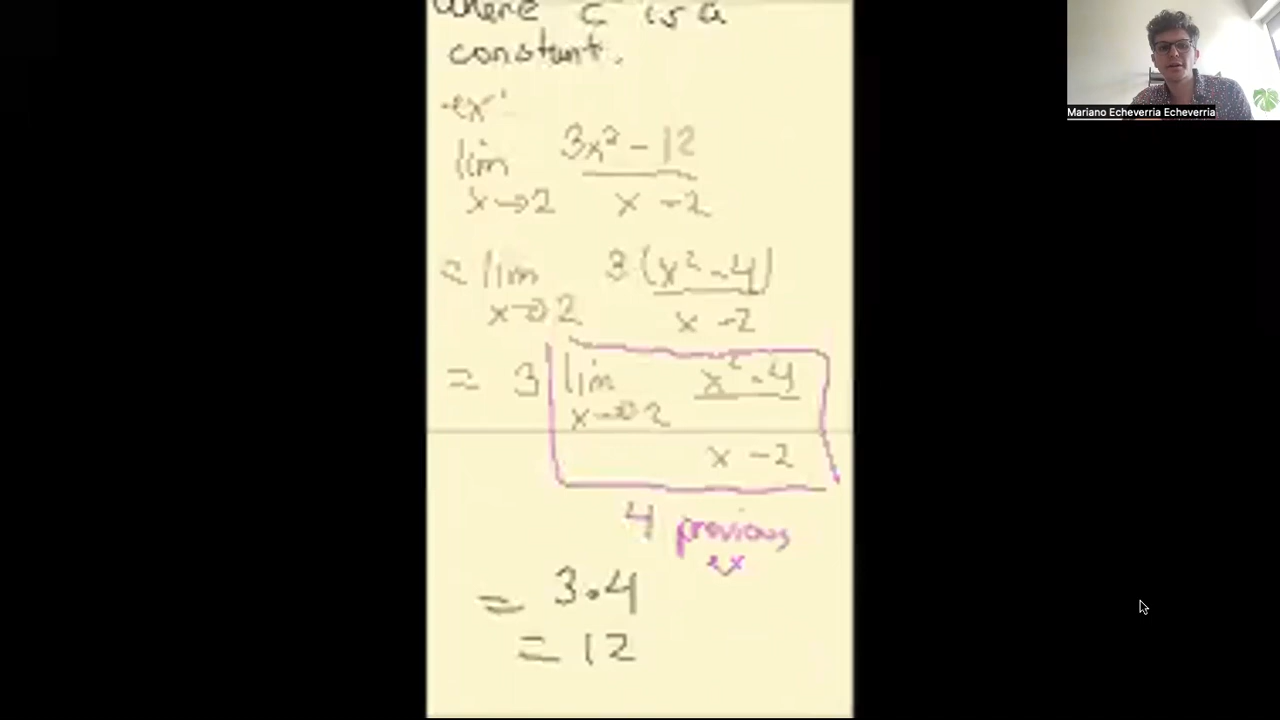 where c is a
constant.
ex:
lim 3x² - 12
x→2 x - 2
= lim 3(x² - 4)
x→2 x - 2
= 3 lim x² - 4
x→2
x - 2
4 previous
ex
= 3.4
= 12
Mariano Echeverria Echeverria